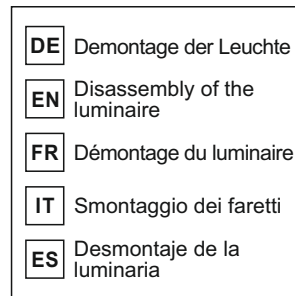 DE Demontage der Leuchte
EN Disassembly of the
luminaire
FR Démontage du luminaire
IT Smontaggio dei faretti
ES Desmontaje de la
luminaria